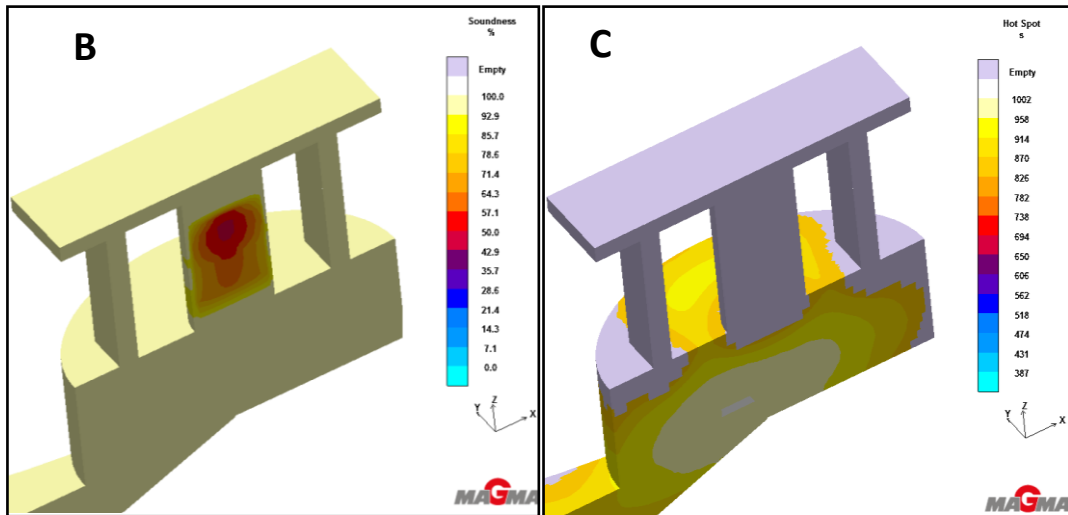 B
Soundness
%
Empty
100.0
92.9
85.7
78.6
71.4
64.3
57.1
50.0
42.9
35.7
28.6
21.4
14.3
7.1
0.0
Y
Z
X
MAGMA
C
Hot Spot
s
Empty
1002
958
914
870
826
782
738
694
650
606
562
518
474
431
387
Y
Z
X
MAGMA